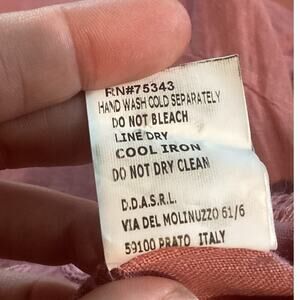 RN#75343
HAND WASH COLD SEPARATELY
DO NOT BLEACH
LINE DRY
COOL IRON
DO NOT DRY CLEAN
D.D.A.S.R.L.
VIA DEL MOLINUZZO 61/6
59100 PRATO ITALY